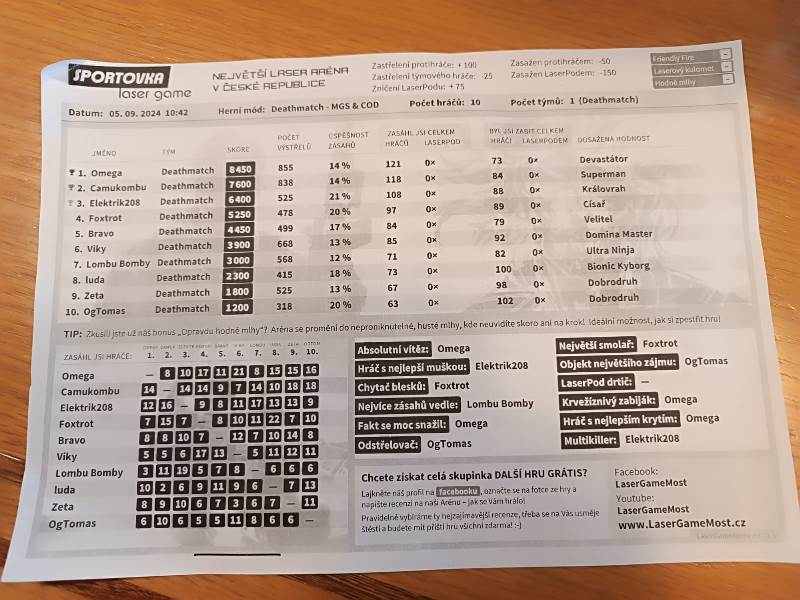 SPORTOVKA
laser game
NEJVĚTŠÍ LASER ARÉNA
V ČESKÉ REPUBLICE
Zastřelení protihráče: + 100
Zastřelení týmového hráče: -25
Zničení LaserPodu: + 75
Zasažen protihráčem: -50
Zasažen LaserPodem: -150
Friendly Fire -
Laserový kulomet -
Hodně mlhy -
Datum: 05. 09. 2024 10:42 Herní mód: Deathmatch - MGS & COD Počet hráčů: 10 Počet týmů: 1 (Deathmatch)
JMÉNO TÝM SKÓRE POČET VÝSTŘELŮ ÚSPĚŠNOST ZÁSAHŮ ZASÁHL JSI CELKEM HRÁČŮ LASERPOD BYL JSI ZABIT CELKEM HRÁČI LASERPODEM DOSAŽENÁ HODNOST
1. Omega Deathmatch 8450 855 14 % 121 0× 73 0× Devastátor
2. Camukombu Deathmatch 7600 838 14 % 118 0× 84 0× Superman
3. Elektrik208 Deathmatch 6400 525 21 % 108 0× 88 0× Královrah
4. Foxtrot Deathmatch 5250 478 20 % 97 0× 89 0× Císař
5. Bravo Deathmatch 4450 499 17 % 84 0× 79 0× Velitel
6. Viky Deathmatch 3900 668 13 % 85 0× 92 0× Domina Master
7. Lombu Bomby Deathmatch 3000 568 12 % 71 0× 82 0× Ultra Ninja
8. luda Deathmatch 2300 415 18 % 73 0× 100 0× Bionic Kyborg
9. Zeta Deathmatch 1800 525 13 % 67 0× 98 0× Dobrodruh
10. OgTomas Deathmatch 1200 318 20 % 63 0× 102 0× Dobrodruh
TIP: Zkusili jste už náš bonus „Opravdu hodně mlhy"? Aréna se promění do neproniknutelné, husté mlhy, kde neuvidíte skoro ani na krok! Ideální možnost, jak si zpestřit hru!
ZASÁHL JSI HRÁČE: 1. 2. 3. 4. 5. 6. 7. 8. 9. 10.
Omega — 8 10 17 11 21 8 15 15 16
Camukombu 14 — 14 14 9 7 14 10 18 18
Elektrik208 12 16 — 9 8 11 17 13 13 9
Foxtrot 7 15 7 — 8 10 11 22 7 10
Bravo 8 8 10 7 — 12 7 10 14 8
Viky 5 5 6 17 13 — 5 11 12 11
Lombu Bomby 3 11 19 5 7 8 — 6 6 6
luda 10 2 6 9 11 9 6 — 7 13
Zeta 8 9 10 6 7 3 6 7 — 11
OgTomas 6 10 6 5 5 11 8 6 6 —
Absolutní vítěz: Omega
Hráč s nejlepší muškou: Elektrik208
Chytač blesků: Foxtrot
Nejvíce zásahů vedle: Lombu Bomby
Fakt se moc snažil: Omega
Odstřelovač: OgTomas
Největší smolař: Foxtrot
Objekt největšího zájmu: OgTomas
LaserPod drtič: —
Krvežíznivý zabiják: Omega
Hráč s nejlepším krytím: Omega
Multikiller: Elektrik208
Chcete získat celá skupinka DALŠÍ HRU GRÁTIS?
Lajkněte náš profil na facebooku, označte se na fotce ze hry a
napište recenzi na naši Arénu – jak se Vám hrálo!
Pravidelně vybíráme ty nejzajímavější recenze, třeba se na Vás usměje
štěstí a budete mít příští hru všichni zdarma! :-)
Facebook:
LaserGameMost
Youtube:
LaserGameMost
www.LaserGameMost.cz